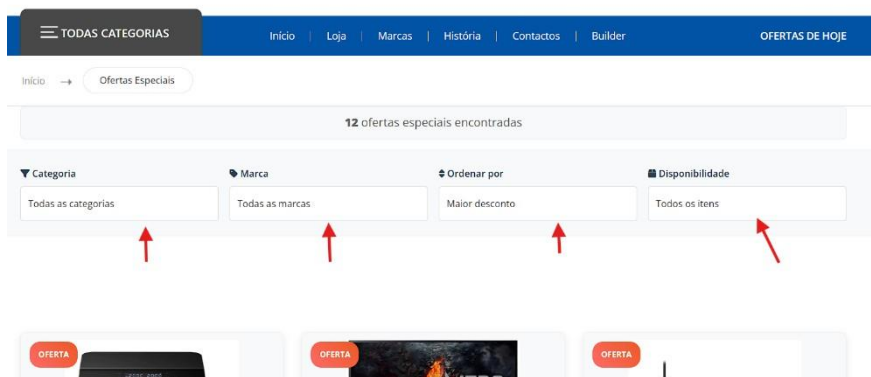 TODAS CATEGORIAS
Início | Loja | Marcas | História | Contactos | Builder
OFERTAS DE HOJE
Início → Ofertas Especiais
12 ofertas especiais encontradas
Categoria
Marca
Ordenar por
Disponibilidade
Todas as categorias
Todas as marcas
Maior desconto
Todos os itens
OFERTA
OFERTA
OFERTA